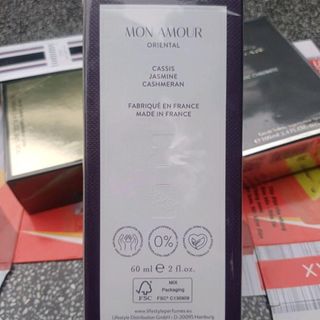 MON AMOUR
ORIENTAL
CASSIS
JASMINE
CASHMERAN
FABRIQUÉ EN FRANCE
MADE IN FRANCE
0%
60 ml ℮ 2 fl.oz.
FSC
MIX
Packaging
FSC® C130909
www.lifestyleperfumes.eu
Lifestyle Distribution GmbH • D-20095 Hamburg